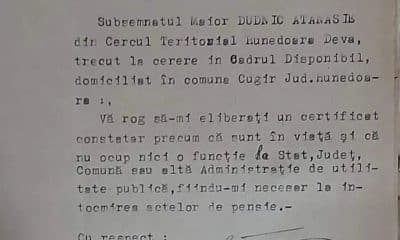 Subsemnatul Maior DUDNIC ATANASIE
din Cercul Teritorial Hunedoara Deva,
trecut la cerere in Cadrul Disponibil,
domiciliat în comuna Cugir Jud.hunedoa-
ra :,
Vă rog să-mi eliberați un certificat
constatar precum că sunt în viață și că
nu ocup nici o funcție la Stat,Județ,
Comună sau altă Administrație de utili-
tate publică,fiindu-mi necesar la în-
tocmirea actelor de pensie.-
Cu respect :